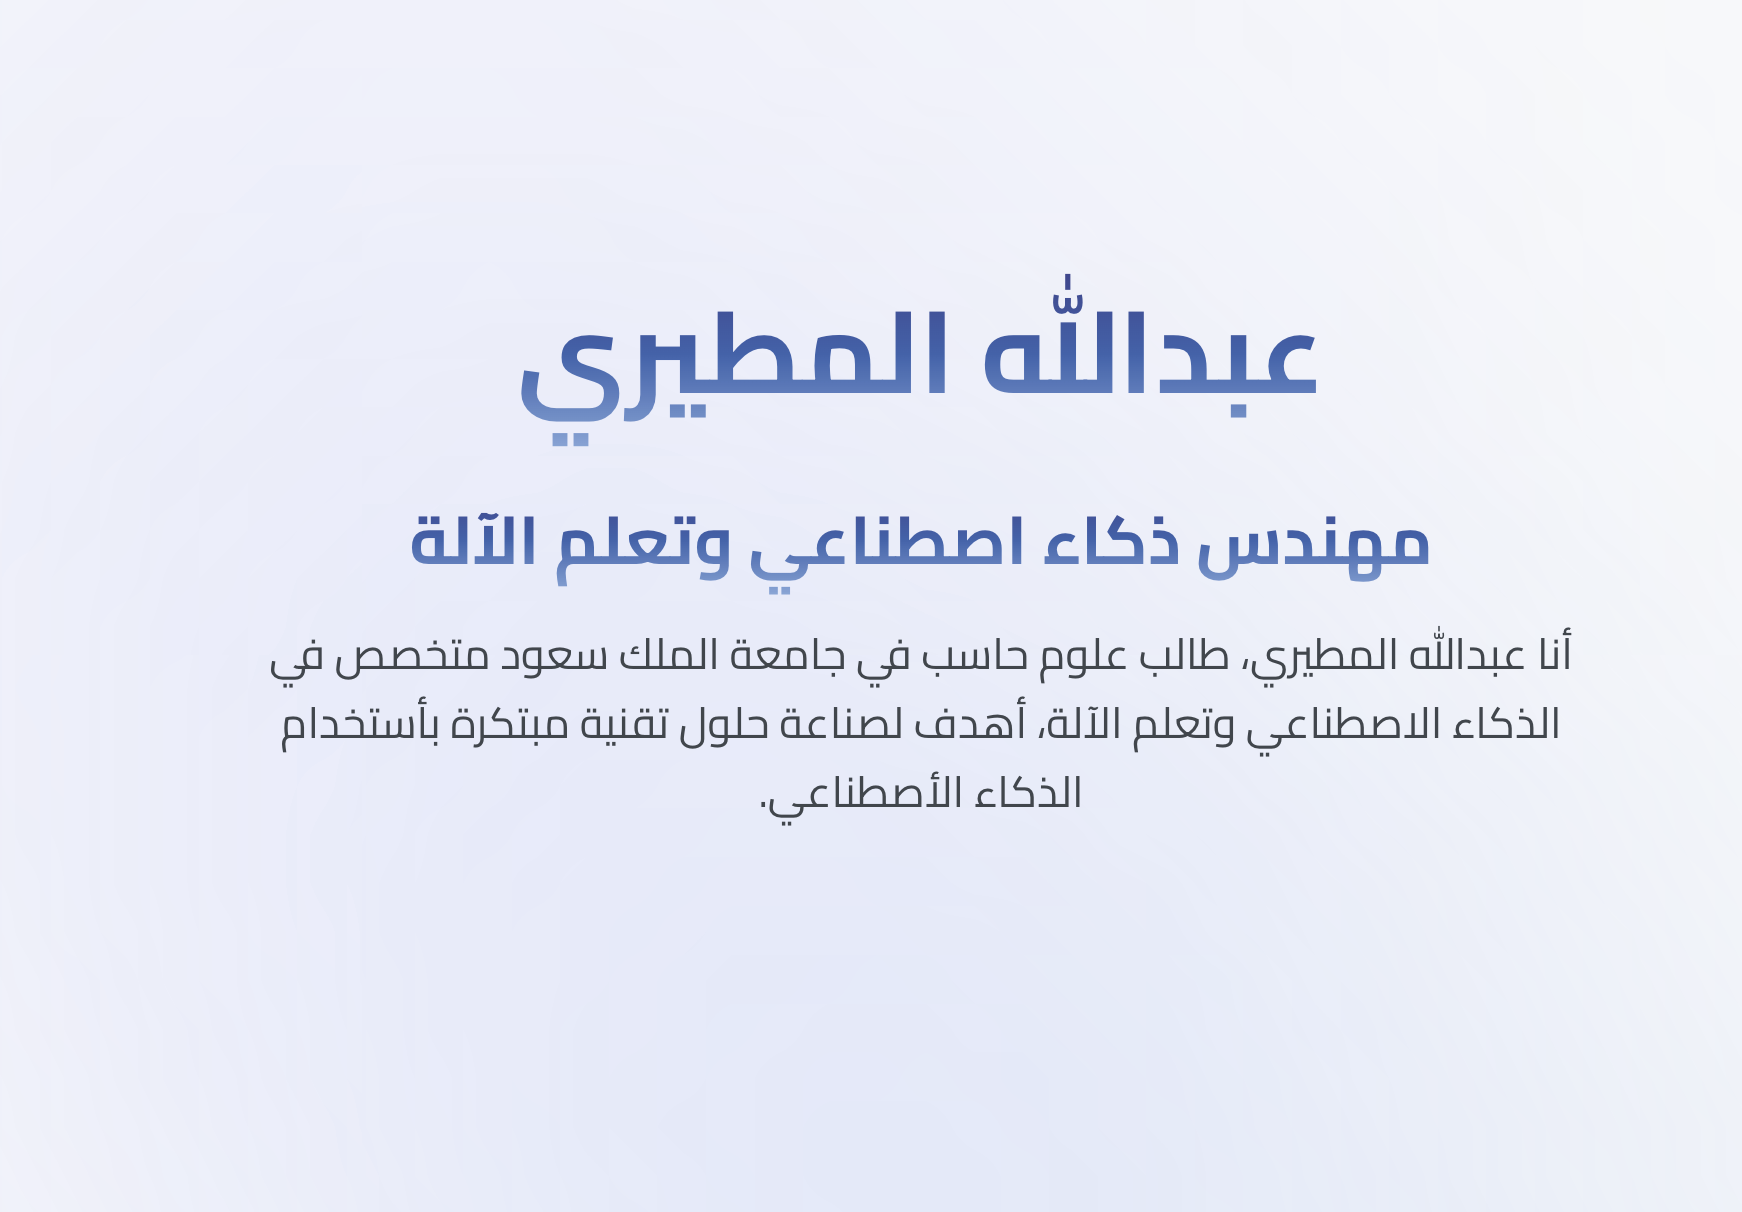 عبدالله المطيري
مهندس ذكاء اصطناعي وتعلم الآلة
أنا عبدالله المطيري، طالب علوم حاسب في جامعة الملك سعود متخصص في
الذكاء الاصطناعي وتعلم الآلة، أهدف لصناعة حلول تقنية مبتكرة بأستخدام
الذكاء الأصطناعي.